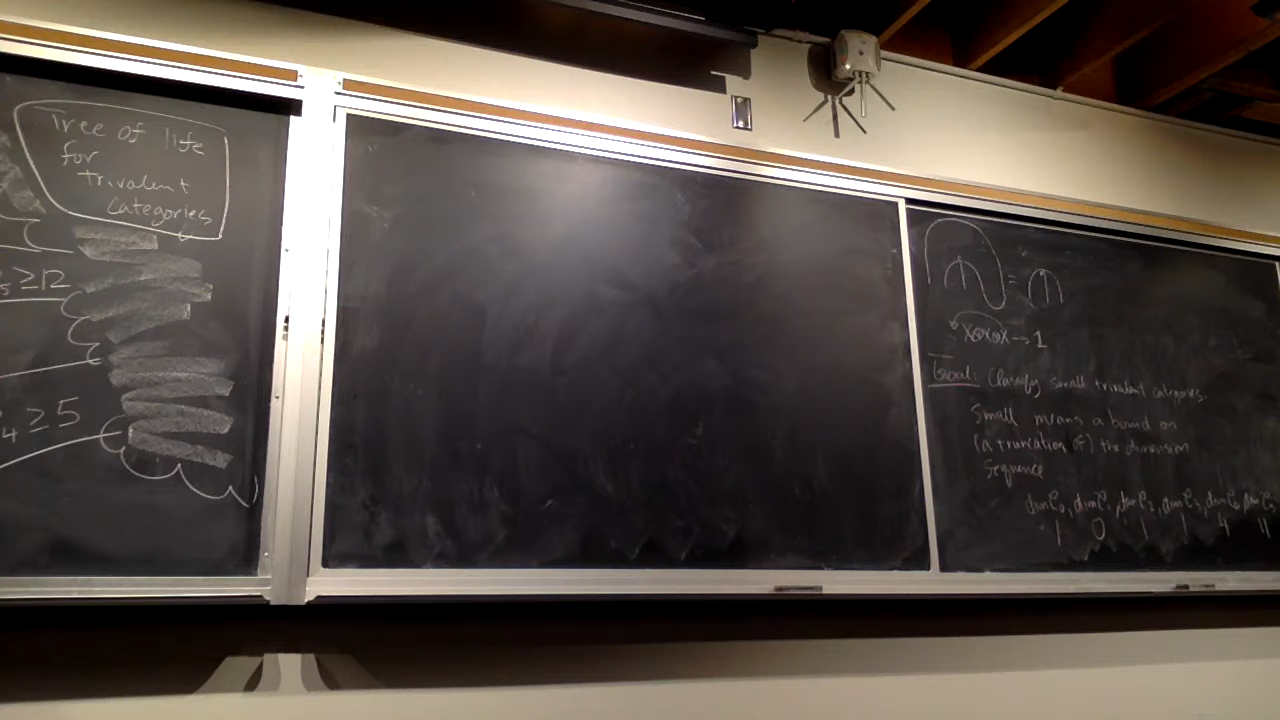 Tree of life
for
trivalent
categories
≥12
4 ≥5
=
X⊗X⊗X → 1
Goal: Classify small trivalent categories.
Small means a bound on
(a truncation of) the dimension
sequence
dim C₀, dim C₁, dim C₂, dim C₃, dim C₄, dim C₅
1 0 1 1 4 11